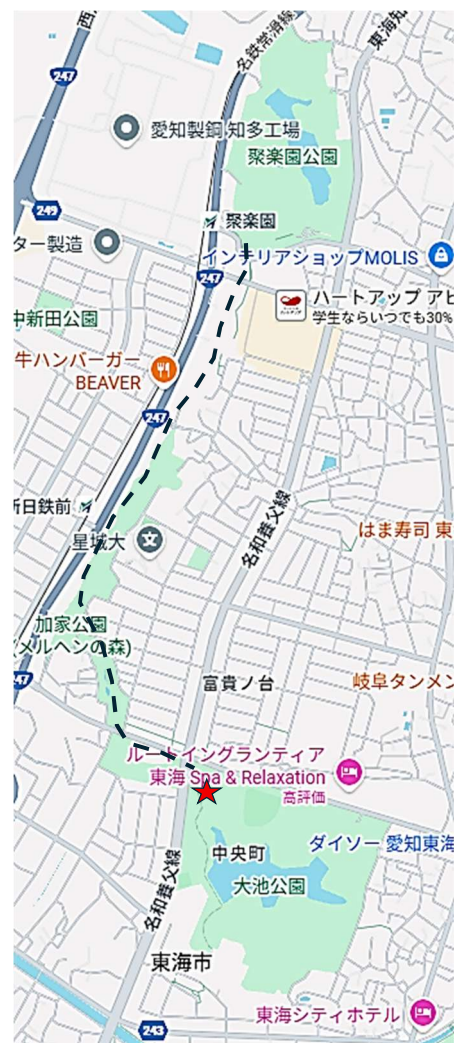 西
名鉄常滑線
東海知
247
愛知製鋼 知多工場
聚楽園公園
249
聚楽園
ター製造
インテリアショップMOLIS
247
ハートアップ アピ
学生ならいつでも30%
中新田公園
牛ハンバーガー
BEAVER
247
名和養父線
新日鉄前
はま寿司 東
星城大
加家公園
(メルヘンの森)
247
富貴ノ台
岐阜タンメン
ルートイングランティア
東海 Spa & Relaxation
高評価
ダイソー 愛知東海
中央町
大池公園
名和養父線
東海市
東海シティホテル
243